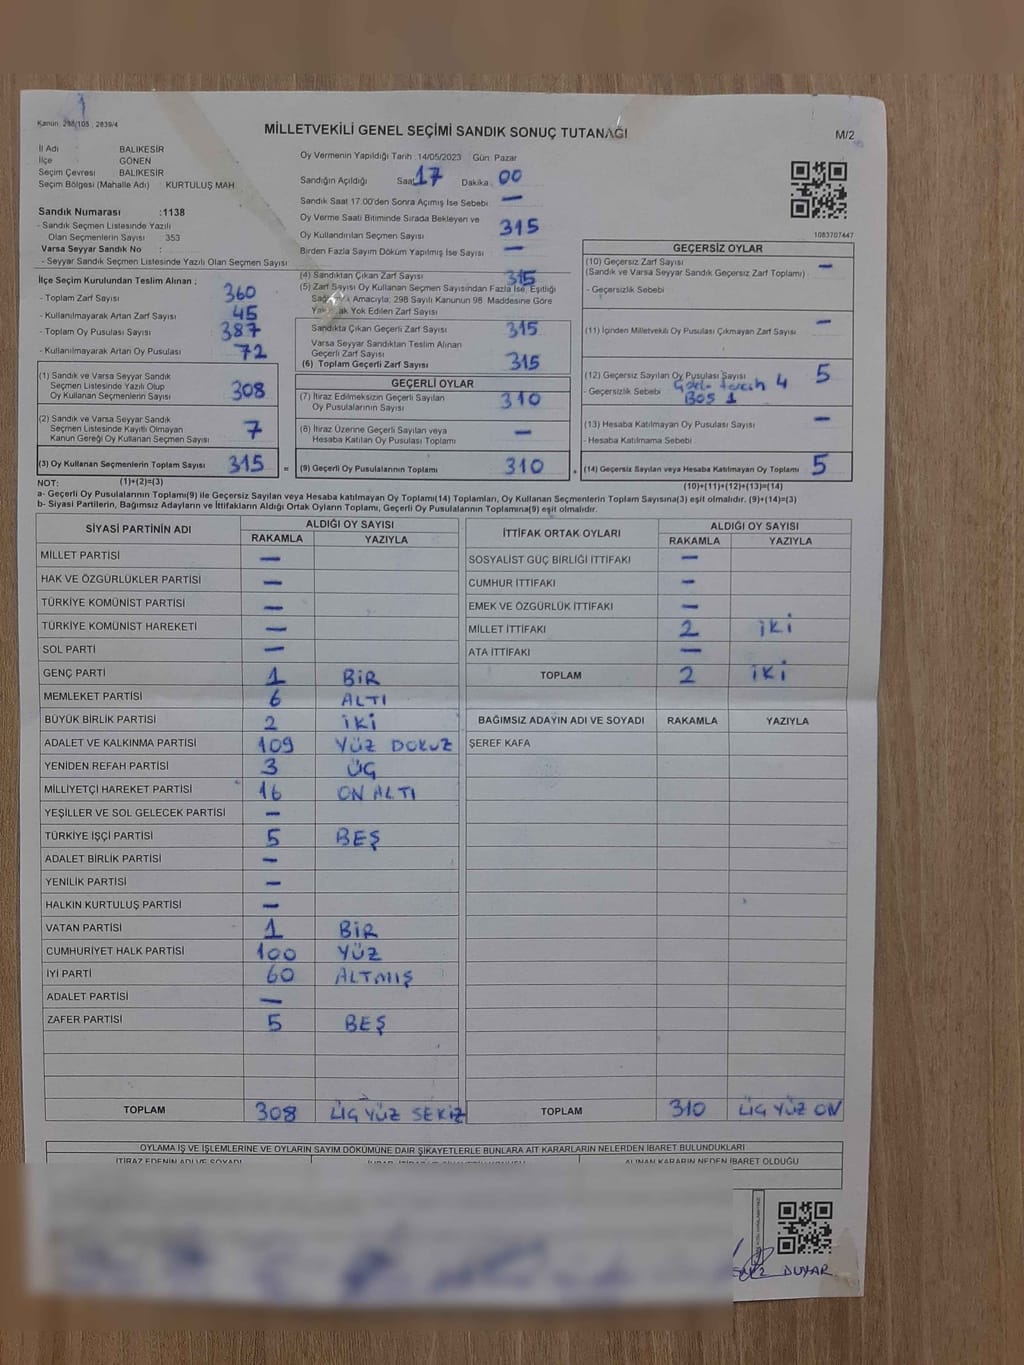 1
Kanun: 298/105 , 2839/4
MİLLETVEKİLİ GENEL SEÇİMİ SANDIK SONUÇ TUTANAĞI
M/2
İl Adı BALIKESİR
İlçe GÖNEN
Seçim Çevresi BALIKESİR
Seçim Bölgesi (Mahalle Adı) KURTULUŞ MAH
Sandık Numarası :1138
- Sandık Seçmen Listesinde Yazılı
Olan Seçmenlerin Sayısı : 353
Varsa Seyyar Sandık No :
- Seyyar Sandık Seçmen Listesinde Yazılı Olan Seçmen Sayısı
Oy Vermenin Yapıldığı Tarih :14/05/2023 Gün: Pazar
Sandığın Açıldığı Saat 17 Dakika 00
Sandık Saat 17.00'den Sonra Açımış İse Sebebi —
Oy Verme Saati Bitiminde Sırada Bekleyen ve
Oy Kullandırılan Seçmen Sayısı 315
Birden Fazla Sayım Döküm Yapılmış İse Sayısı —
1083707447
İlçe Seçim Kurulundan Teslim Alınan ;
- Toplam Zarf Sayısı 360
- Kullanılmayarak Artan Zarf Sayısı 45
- Toplam Oy Pusulası Sayısı 387
- Kullanılmayarak Artan Oy Pusulası 72
(1) Sandık ve Varsa Seyyar Sandık
Seçmen Listesinde Yazılı Olup
Oy Kullanan Seçmenlerin Sayısı 308
(2) Sandık ve Varsa Seyyar Sandık
Seçmen Listesinde Kayıtlı Olmayan
Kanun Gereği Oy Kullanan Seçmen Sayısı 7
(3) Oy Kullanan Seçmenlerin Toplam Sayısı 315
(4) Sandıktan Çıkan Zarf Sayısı 315
(5) Zarf Sayısı Oy Kullanan Seçmen Sayısından Fazla İse, Eşitliği
Amacıyla; 298 Sayılı Kanunun 98. Maddesine Göre
Yok Edilen Zarf Sayısı
Sandıkta Çıkan Geçerli Zarf Sayısı 315
Varsa Seyyar Sandıktan Teslim Alınan
Geçerli Zarf Sayısı
(6) Toplam Geçerli Zarf Sayısı 315
GEÇERLİ OYLAR
(7) İtiraz Edilmeksizin Geçerli Sayılan
Oy Pusulalarının Sayısı 310
(8) İtiraz Üzerine Geçerli Sayılan veya
Hesaba Katılan Oy Pusulası Toplamı —
= (9) Geçerli Oy Pusulalarının Toplamı 310
GEÇERSİZ OYLAR
(10) Geçersiz Zarf Sayısı —
(Sandık ve Varsa Seyyar Sandık Geçersiz Zarf Toplamı)
- Geçersizlik Sebebi
(11) İçinden Milletvekili Oy Pusulası Çıkmayan Zarf Sayısı —
(12) Geçersiz Sayılan Oy Pusulası Sayısı 5
- Geçersizlik Sebebi tercih 4
BOŞ 1
(13) Hesaba Katılmayan Oy Pusulası Sayısı —
- Hesaba Katılmama Sebebi
(14) Geçersiz Sayılan veya Hesaba Katılmayan Oy Toplamı 5
NOT: (1)+(2)=(3) (10)+(11)+(12)+(13)=(14)
a- Geçerli Oy Pusulalarının Toplamı(9) ile Geçersiz Sayılan veya Hesaba katılmayan Oy Toplamı(14) Toplamları, Oy Kullanan Seçmenlerin Toplam Sayısına(3) eşit olmalıdır. (9)+(14)=(3)
b- Siyasi Partilerin, Bağımsız Adayların ve İttifakların Aldığı Ortak Oyların Toplamı, Geçerli Oy Pusulalarının Toplamına(9) eşit olmalıdır.
SİYASİ PARTİNİN ADI ALDIĞI OY SAYISI
RAKAMLA YAZIYLA
MİLLET PARTİSİ —
HAK VE ÖZGÜRLÜKLER PARTİSİ —
TÜRKİYE KOMÜNİST PARTİSİ —
TÜRKİYE KOMÜNİST HAREKETİ —
SOL PARTİ —
GENÇ PARTİ 1 BİR
MEMLEKET PARTİSİ 6 ALTI
BÜYÜK BİRLİK PARTİSİ 2 İKİ
ADALET VE KALKINMA PARTİSİ 109 YÜZ DOKUZ
YENİDEN REFAH PARTİSİ 3 ÜÇ
MİLLİYETÇİ HAREKET PARTİSİ 16 ON ALTI
YEŞİLLER VE SOL GELECEK PARTİSİ —
TÜRKİYE İŞÇİ PARTİSİ 5 BEŞ
ADALET BİRLİK PARTİSİ —
YENİLİK PARTİSİ —
HALKIN KURTULUŞ PARTİSİ —
VATAN PARTİSİ 1 BİR
CUMHURİYET HALK PARTİSİ 100 YÜZ
İYİ PARTİ 60 ALTMIŞ
ADALET PARTİSİ —
ZAFER PARTİSİ 5 BEŞ
TOPLAM 308 ÜÇ YÜZ SEKİZ
İTTİFAK ORTAK OYLARI ALDIĞI OY SAYISI
RAKAMLA YAZIYLA
SOSYALİST GÜÇ BİRLİĞİ İTTİFAKI —
CUMHUR İTTİFAKI —
EMEK VE ÖZGÜRLÜK İTTİFAKI —
MİLLET İTTİFAKI 2 İKİ
ATA İTTİFAKI —
TOPLAM 2 İKİ
BAĞIMSIZ ADAYIN ADI VE SOYADI RAKAMLA YAZIYLA
ŞEREF KAFA
TOPLAM 310 ÜÇ YÜZ ON
OYLAMA İŞ VE İŞLEMLERİNE VE OYLARIN SAYIM DÖKÜMÜNE DAİR ŞİKAYETLERLE BUNLARA AİT KARARLARIN NELERDEN İBARET BULUNDUKLARI
İTİRAZ EDENİN ADI VE SOYADI
ALINAN KARARIN NEDEN İBARET OLDUĞU
DUYAR